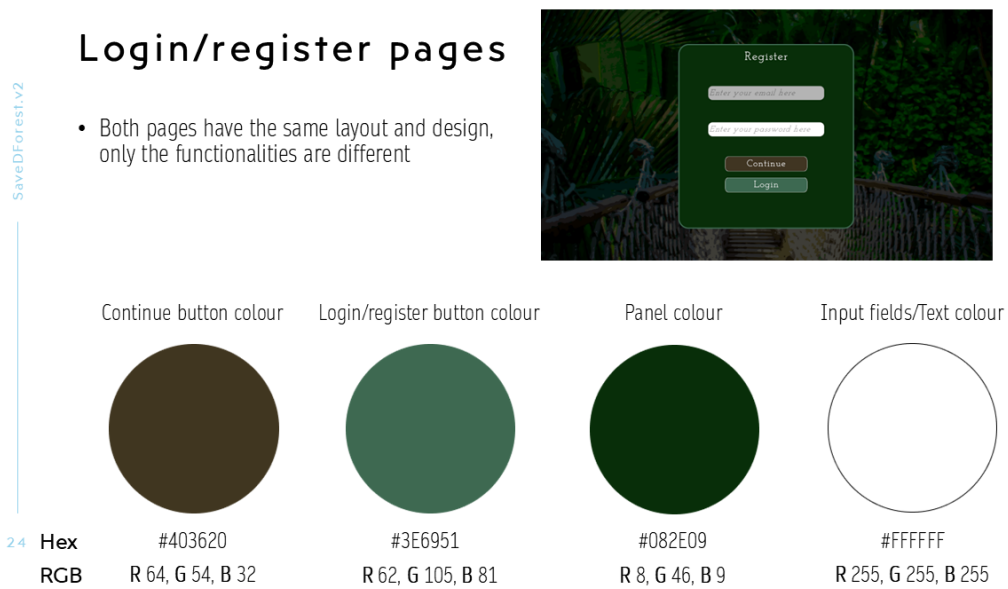 Login/register pages
• Both pages have the same layout and design,
only the functionalities are different
SaveDForest.v2
Register
Enter your email here
Enter your password here
Continue
Login
Continue button colour
Login/register button colour
Panel colour
Input fields/Text colour
24
Hex #403620 #3E6951 #082E09 #FFFFFF
RGB R 64, G 54, B 32 R 62, G 105, B 81 R 8, G 46, B 9 R 255, G 255, B 255